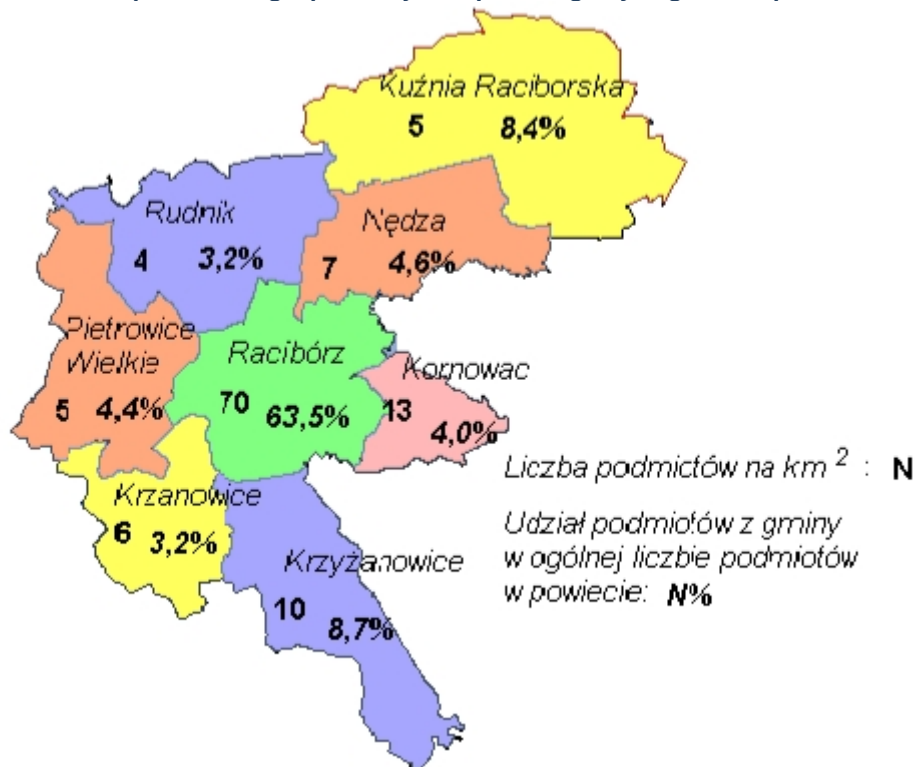 Kuźnia Raciborska
5 8,4%
Rudnik
4 3,2%
Nędza
7 4,6%
Pietrowice
Wielkie
5 4,4%
Racibórz
70 63,5%
Kornowac
13 4,0%
Krzanowice
6 3,2%
Krzyżanowice
10 8,7%
Liczba podmictów na km 2 : N
Udział podmiotów z gminy
w ogólnej liczbie podmiotów
w powiecie: N%